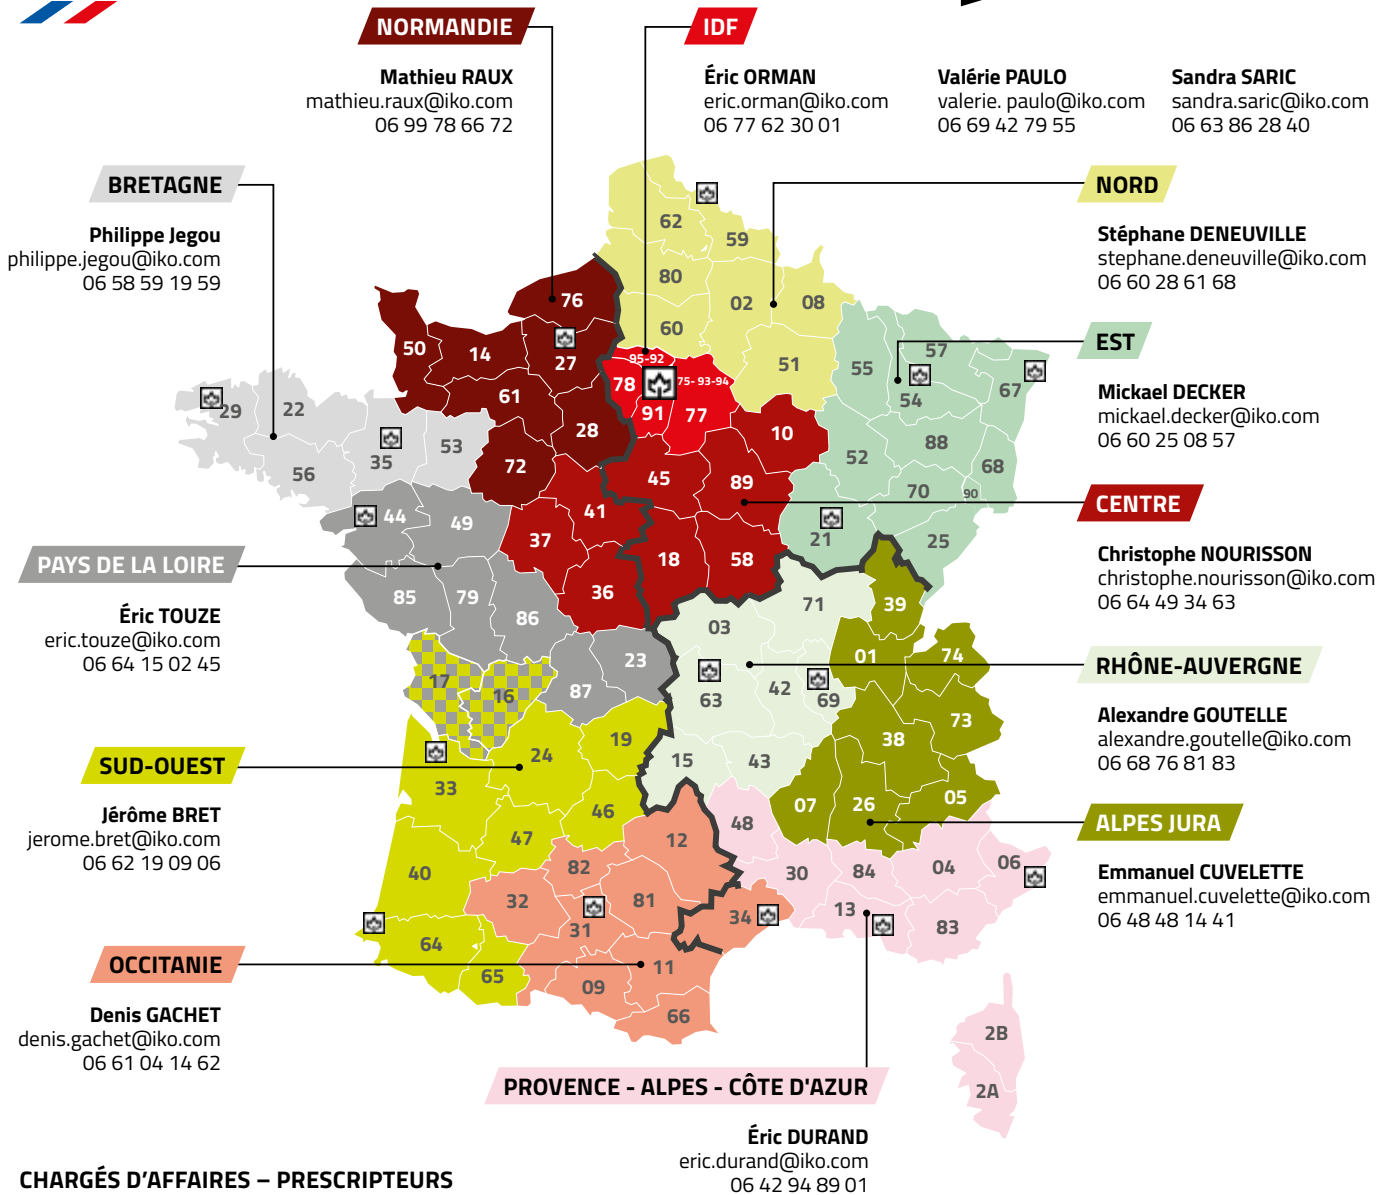 NORMANDIE
Mathieu RAUX
mathieu.raux@iko.com
06 99 78 66 72
IDF
Éric ORMAN
eric.orman@iko.com
06 77 62 30 01
Valérie PAULO
valerie. paulo@iko.com
06 69 42 79 55
Sandra SARIC
sandra.saric@iko.com
06 63 86 28 40
BRETAGNE
Philippe Jegou
philippe.jegou@iko.com
06 58 59 19 59
NORD
Stéphane DENEUVILLE
stephane.deneuville@iko.com
06 60 28 61 68
EST
Mickael DECKER
mickael.decker@iko.com
06 60 25 08 57
CENTRE
Christophe NOURISSON
christophe.nourisson@iko.com
06 64 49 34 63
PAYS DE LA LOIRE
Éric TOUZE
eric.touze@iko.com
06 64 15 02 45
RHÔNE-AUVERGNE
Alexandre GOUTELLE
alexandre.goutelle@iko.com
06 68 76 81 83
SUD-OUEST
Jérôme BRET
jerome.bret@iko.com
06 62 19 09 06
ALPES JURA
Emmanuel CUVELETTE
emmanuel.cuvelette@iko.com
06 48 48 14 41
OCCITANIE
Denis GACHET
denis.gachet@iko.com
06 61 04 14 62
PROVENCE - ALPES - CÔTE D'AZUR
Éric DURAND
eric.durand@iko.com
06 42 94 89 01
62
59
80
02
08
60
51
76
50
14
27
61
28
72
95-92
78
75- 93-94
91
77
55
57
54
67
88
52
68
70
90
21
25
29
22
35
53
56
10
45
89
41
37
18
58
36
44
49
85
79
86
23
87
17
16
71
03
63
42
69
15
43
39
01
74
73
38
07
26
05
24
19
33
46
47
40
64
65
12
82
32
81
31
34
11
09
66
48
30
84
04
06
13
83
2B
2A
CHARGÉS D’AFFAIRES – PRESCRIPTEURS